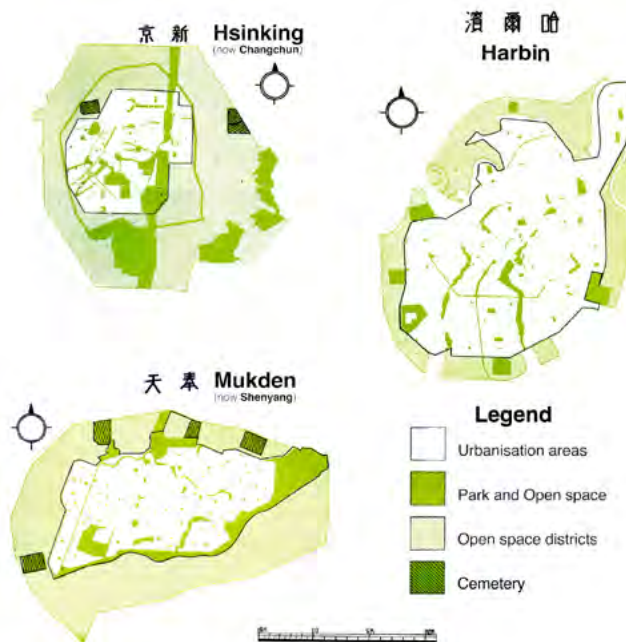 京 新 Hsinking
(now Changchun)
濱 爾 哈
Harbin
天 奉 Mukden
(now Shenyang)
Legend
Urbanisation areas
Park and Open space
Open space districts
Cemetery